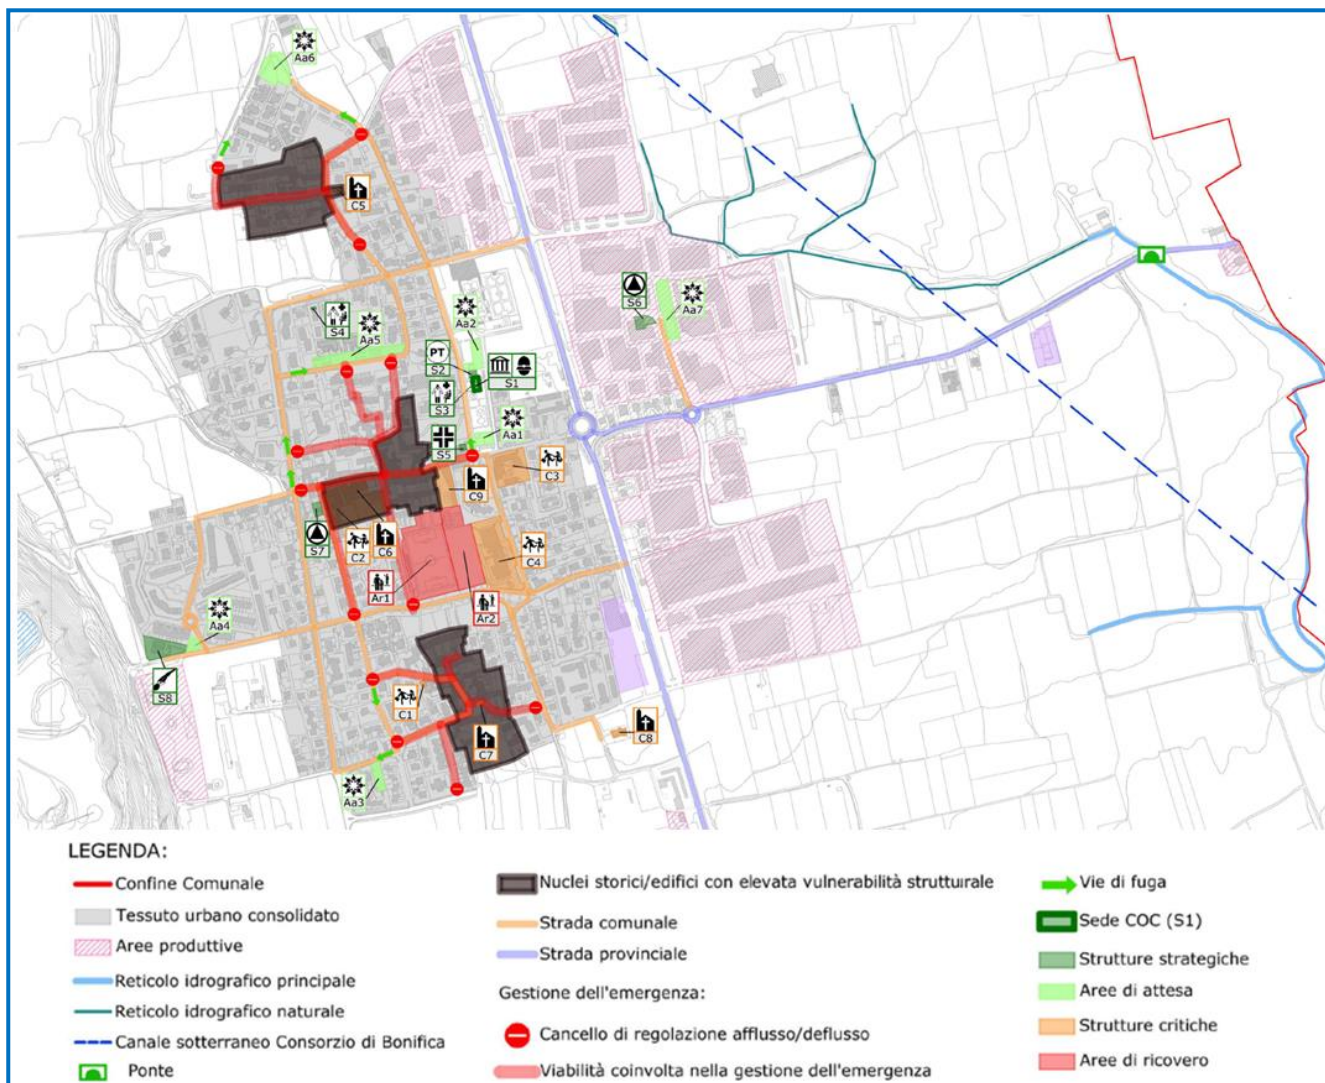 Aa6
C5
S6
Aa7
S4
Aa5
Aa2
PT
S2
S1
S3
Aa1
S5
C3
C9
S7
C2
C6
C4
Ar1
Ar2
Aa4
S8
C1
C7
C8
Aa3
LEGENDA:
Confine Comunale
Tessuto urbano consolidato
Aree produttive
Reticolo idrografico principale
Reticolo idrografico naturale
Canale sotterraneo Consorzio di Bonifica
Ponte
Nuclei storici/edifici con elevata vulnerabilità strutturale
Strada comunale
Strada provinciale
Gestione dell'emergenza:
Cancello di regolazione afflusso/deflusso
Viabilità coinvolta nella gestione dell'emergenza
Vie di fuga
Sede COC (S1)
Strutture strategiche
Aree di attesa
Strutture critiche
Aree di ricovero